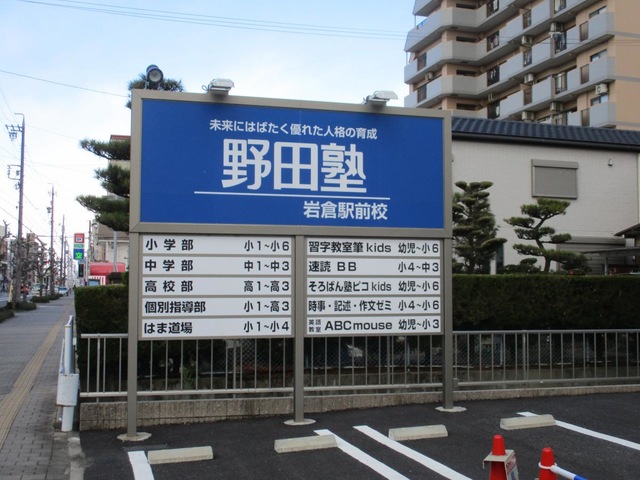 未来にはばたく優れた人格の育成
野田塾
岩倉駅前校
小学部 小1～小6
中学部 中1～中3
高校部 高1～高3
個別指導部 小1～高3
はま道場 小1～小4
習字教室筆kids 幼児～小6
速読BB 小4～中3
そろばん塾ピコkids 幼児～小6
時事・記述・作文ゼミ 小4～小6
英語教室 ABCmouse 幼児～小3